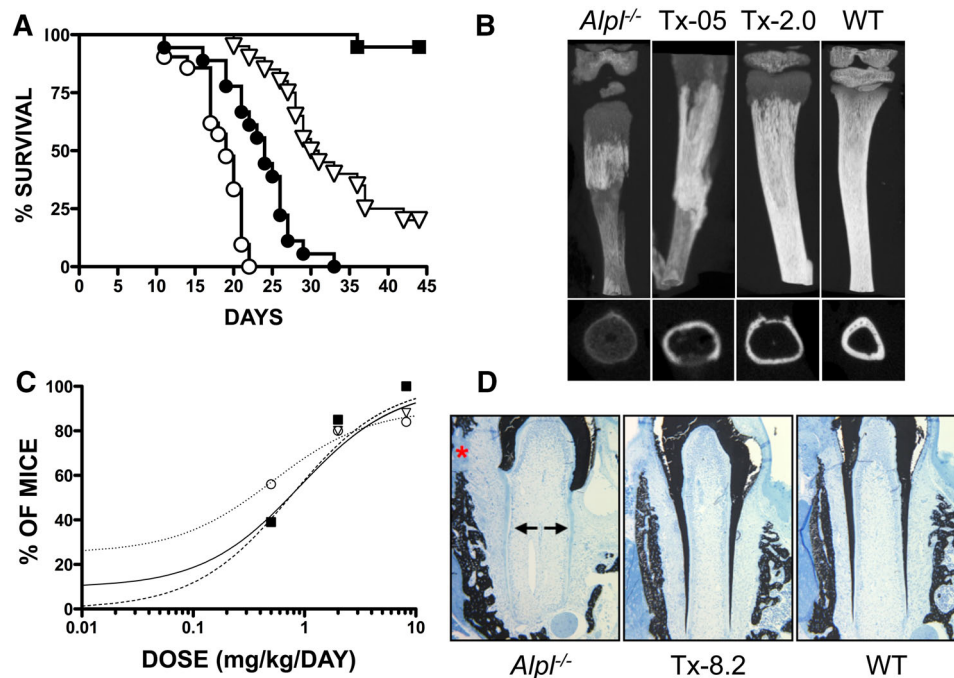 A
100
75
50
25
0
% SURVIVAL
0 5 10 15 20 25 30 35 40 45
DAYS
B
Alpl-/- Tx-05 Tx-2.0 WT
C
100
80
60
40
20
0
% OF MICE
0.01 0.1 1 10
DOSE (mg/kg/DAY)
D
*
Alpl-/- Tx-8.2 WT